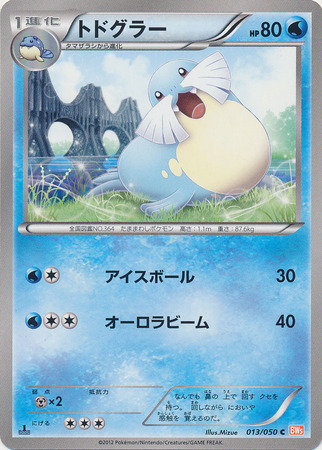 1進化 トドグラー HP80
タマザラシから進化
全国図鑑NO.364 たままわしポケモン 高さ：1.1m 重さ：87.6kg
アイスボール 30
オーロラビーム 40
弱点 抵抗力
×2
にげる
なんでも 鼻の 上で 回す クセを
持つ。 回しながら においや
感触を 覚えるのだ。
Illus.Mizue 013/050 C
©2012 Pokémon/Nintendo/Creatures/GAME FREAK.